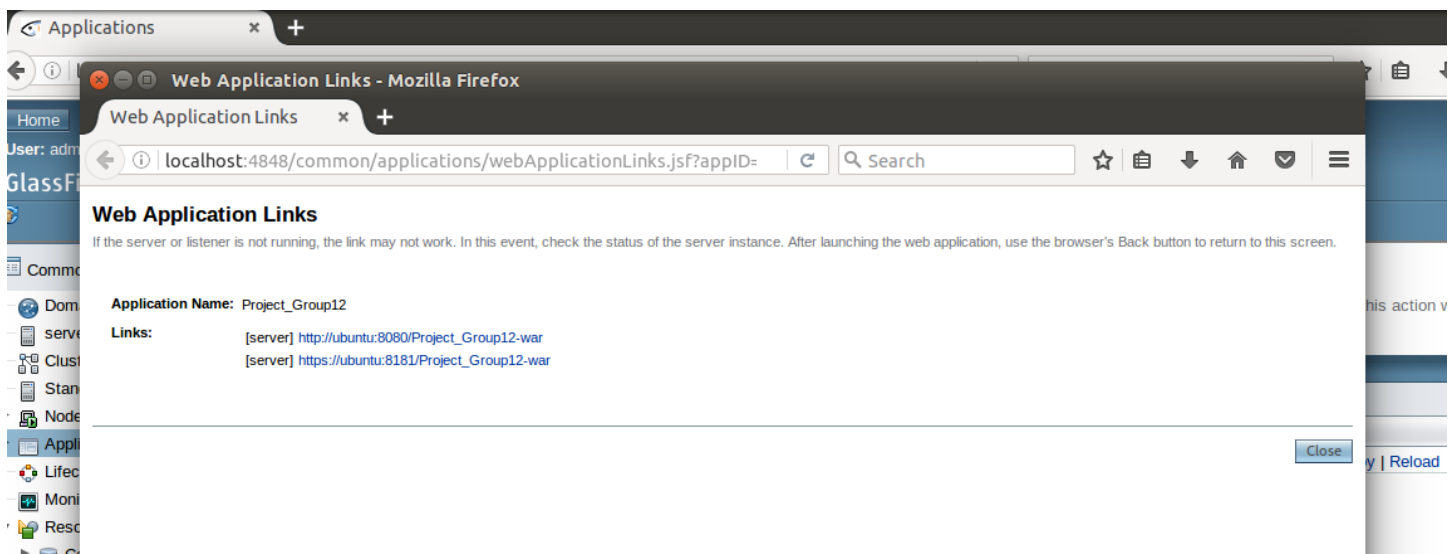 Applications
Web Application Links - Mozilla Firefox
Home
Web Application Links
User: adm
localhost:4848/common/applications/webApplicationLinks.jsf?appID=
Search
GlassFi
Web Application Links
If the server or listener is not running, the link may not work. In this event, check the status of the server instance. After launching the web application, use the browser's Back button to return to this screen.
Commo
Dom
Application Name: Project_Group12
his action w
serve
Links:
[server] http://ubuntu:8080/Project_Group12-war
Clust
[server] https://ubuntu:8181/Project_Group12-war
Stan
Node
Appli
Close
Lifec
y | Reload
Moni
Reso